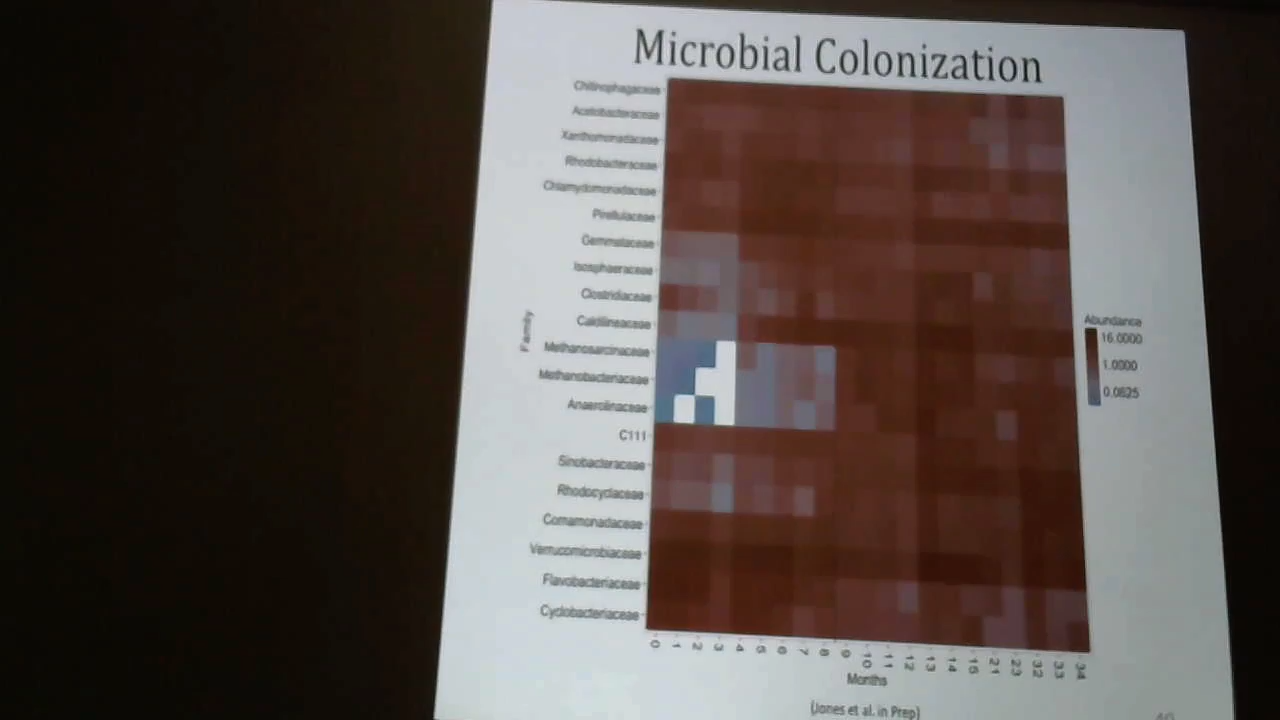 Microbial Colonization
Chitinophagaceae
Acetobacteraceae
Xanthomonadaceae
Rhodobacteraceae
Chlamydomonadaceae
Pirellulaceae
Gemmataceae
Isosphaeraceae
Clostridiaceae
Caldilineaceae
Methanosarcinaceae
Methanobacteriaceae
Anaerolinaceae
C111
Sinobacteraceae
Rhodocyclaceae
Comamonadaceae
Verrucomicrobiaceae
Flavobacteriaceae
Cyclobacteriaceae
Family
Abundance
16.0000
1.0000
0.0625
0 1 2 3 4 5 6 7 8 9 10 11 12 13 14 15 21 23 32 33 34
Months
(Jones et al. in Prep)